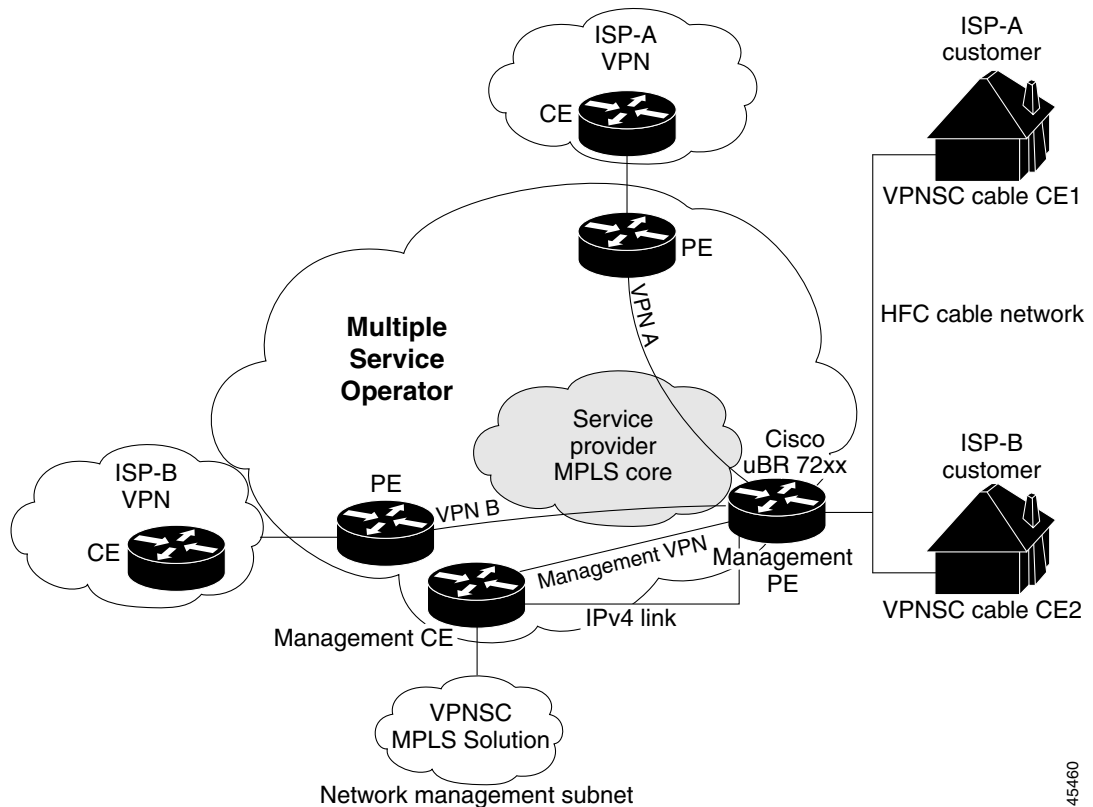 ISP-A
VPN
CE
ISP-A
customer
VPNSC cable CE1
PE
VPN A
HFC cable network
Multiple
Service
Operator
Service
provider
MPLS core
Cisco
uBR 72xx
ISP-B
customer
ISP-B
VPN
PE
VPN B
CE
Management VPN
Management
PE
VPNSC cable CE2
IPv4 link
Management CE
VPNSC
MPLS Solution
Network management subnet
45460